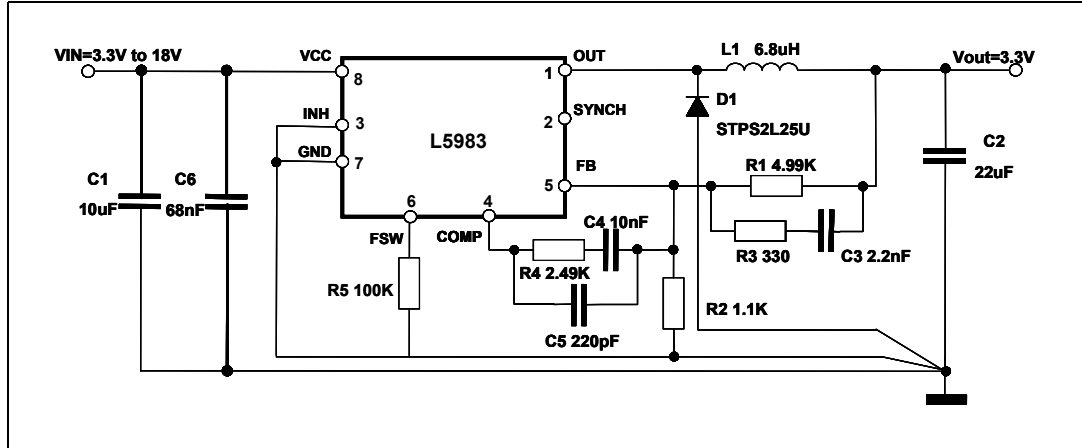 L1 6.8uH
VIN=3.3V to 18V
VCC
OUT
Vout=3.3V
8
1
D1
STPS2L25U
INH
SYNCH
3
2
L5983
GND
7
FB
5
C2
22uF
R1 4.99K
C1
10uF
C6
68nF
6
4
FSW
COMP
C4 10nF
R3 330
C3 2.2nF
R4 2.49K
R5 100K
R2 1.1K
C5 220pF